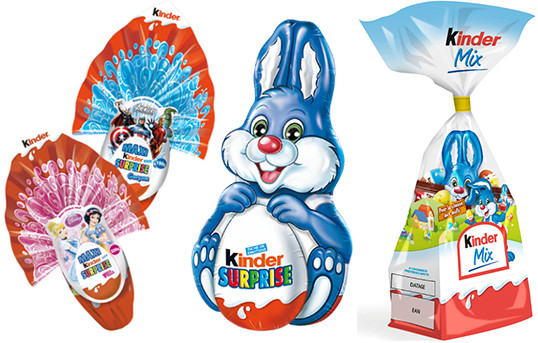 Kinder
MAXI
Kinder
SURPRISE
Kinder
MAXI
Kinder
SURPRISE
Kinder
SURPRISE
Kinder
Mix
Kinder
Mix
DATAGE
EAN